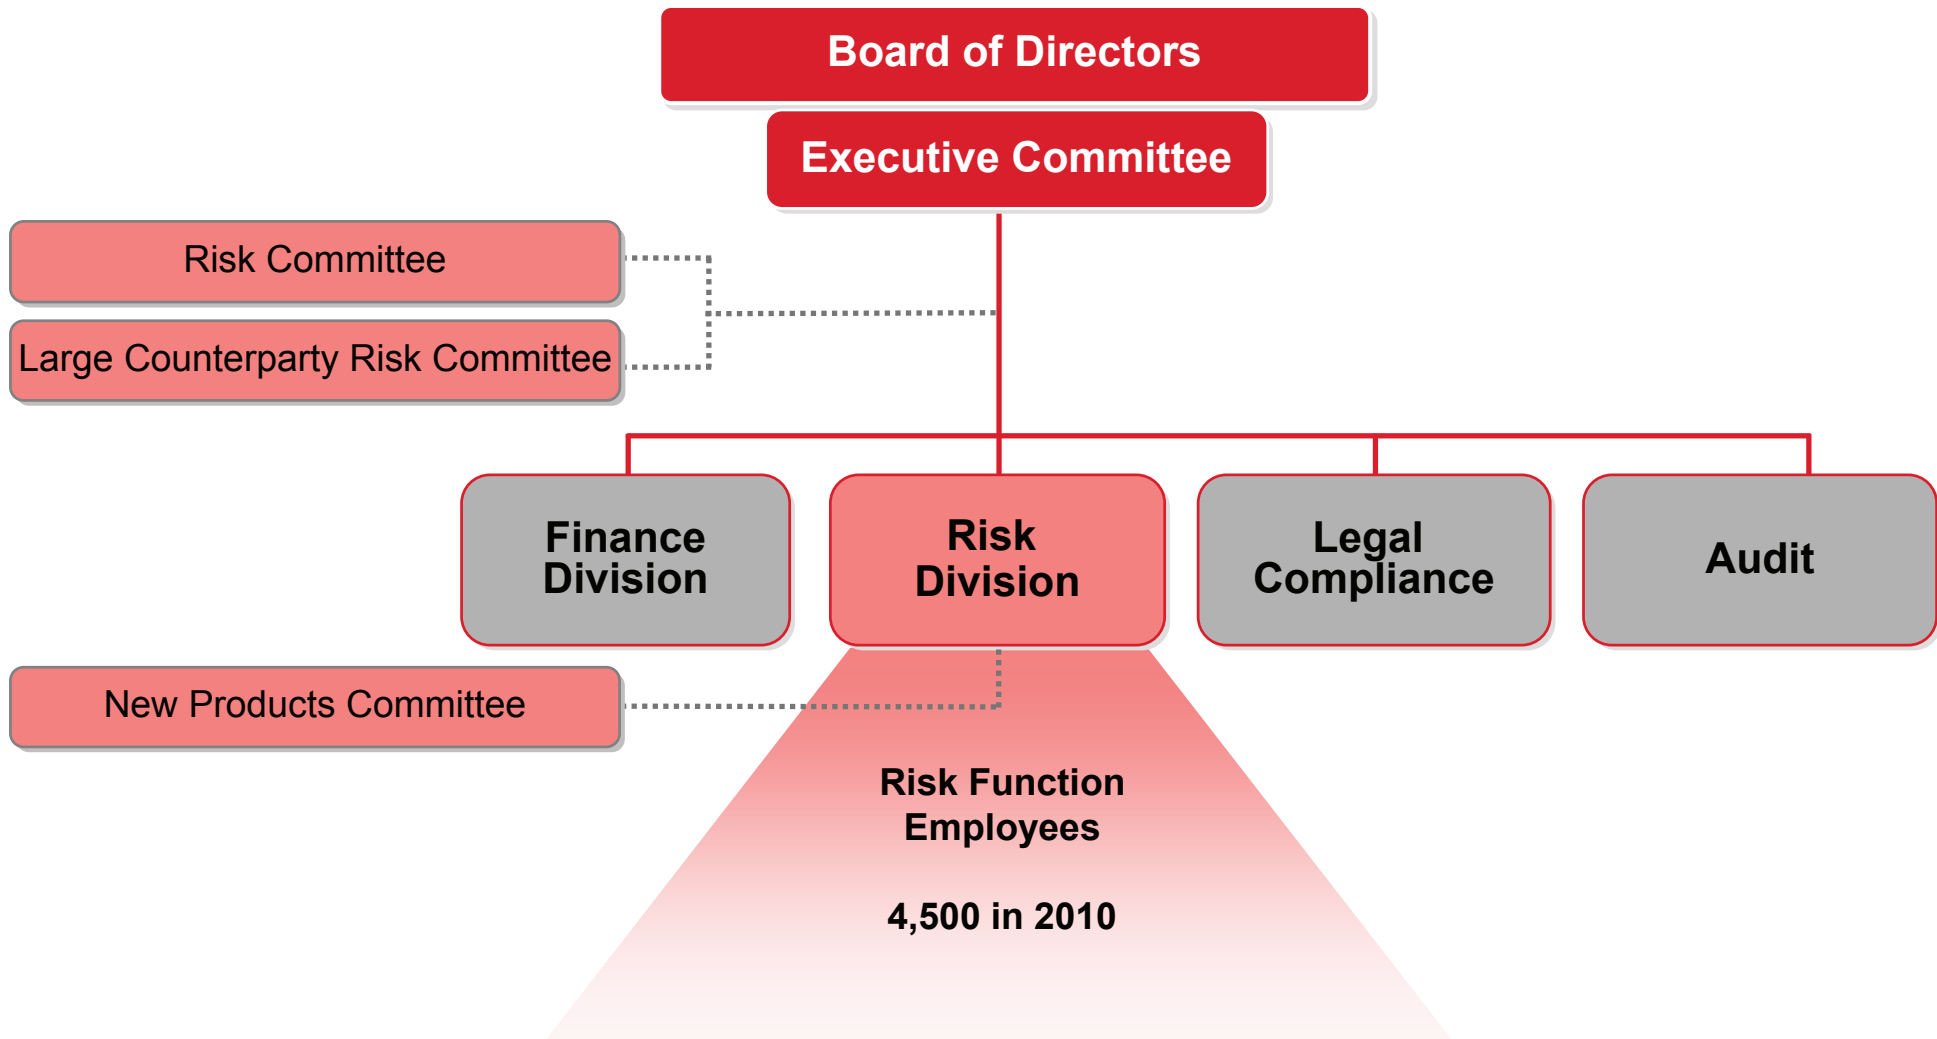 Board of Directors
Executive Committee
Risk Committee
Large Counterparty Risk Committee
Finance
Division
Risk
Division
Legal
Compliance
Audit
New Products Committee
Risk Function
Employees
4,500 in 2010